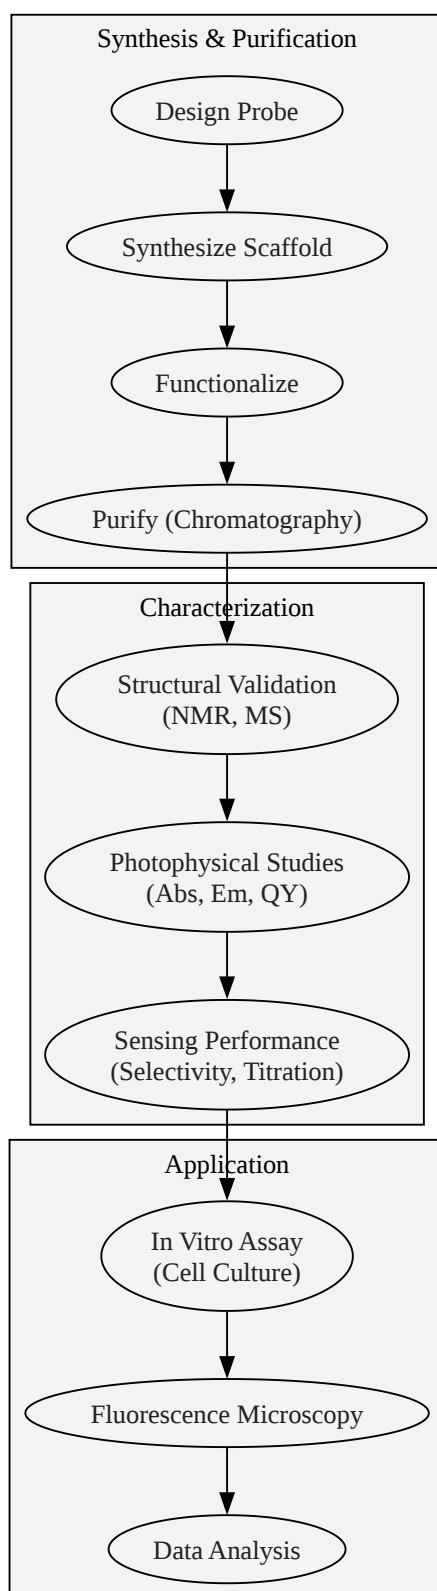 Synthesis & Purification
Design Probe
Synthesize Scaffold
Functionalize
Purify (Chromatography)
Characterization
Structural Validation
(NMR, MS)
Photophysical Studies
(Abs, Em, QY)
Sensing Performance
(Selectivity, Titration)
Application
In Vitro Assay
(Cell Culture)
Fluorescence Microscopy
Data Analysis